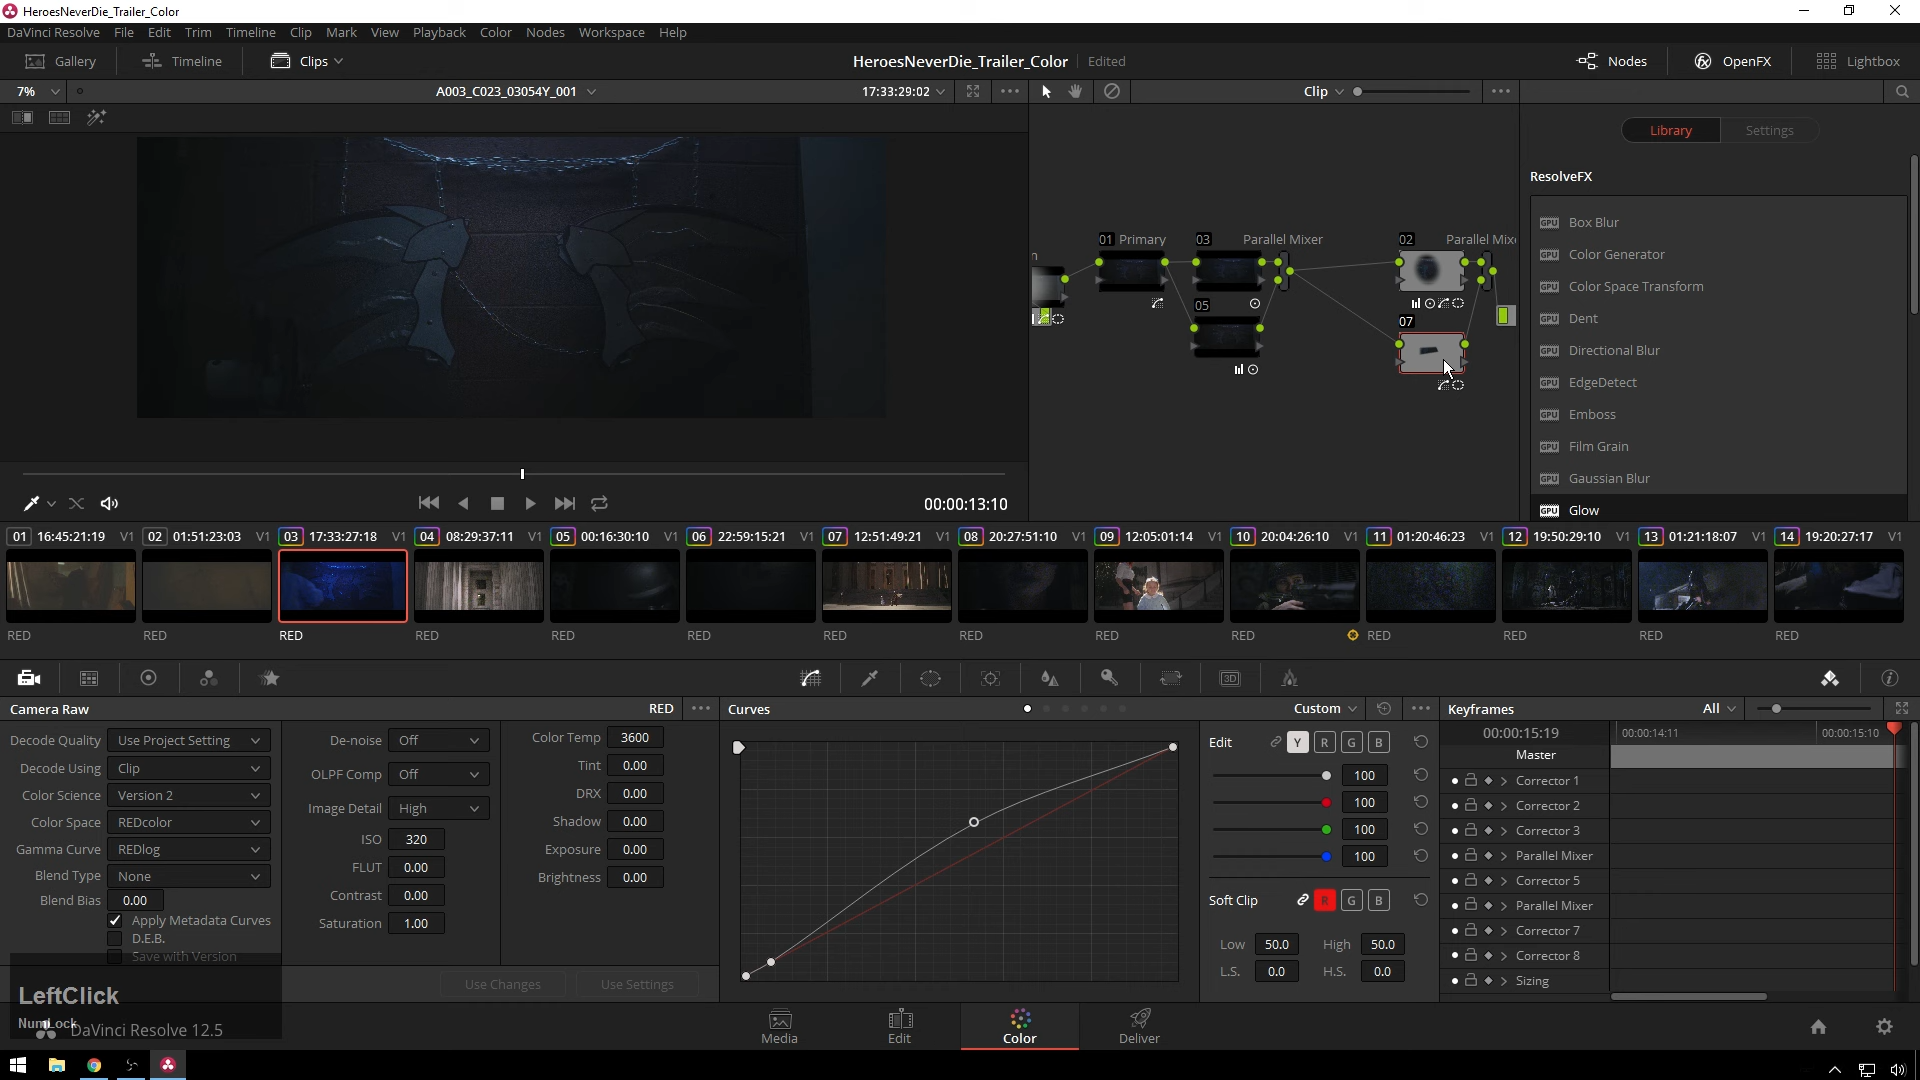 HeroesNeverDie_Trailer_Color
DaVinci Resolve File Edit Trim Timeline Clip Mark View Playback Color Nodes Workspace Help
Gallery Timeline Clips HeroesNeverDie_Trailer_Color Edited Nodes OpenFX Lightbox
7% A003_C023_03054Y_001 17:33:29:02 Clip
Library Settings
ResolveFX
GPU Box Blur
GPU Color Generator
GPU Color Space Transform
GPU Dent
GPU Directional Blur
GPU EdgeDetect
GPU Emboss
GPU Film Grain
GPU Gaussian Blur
GPU Glow
01 Primary 03 Parallel Mixer 02 Parallel Mixe
05 07
00:00:13:10
01 16:45:21:19 V1 02 01:51:23:03 V1 03 17:33:27:18 V1 04 08:29:37:11 V1 05 00:16:30:10 V1 06 22:59:15:21 V1 07 12:51:49:21 V1 08 20:27:51:10 V1 09 12:05:01:14 V1 10 20:04:26:10 V1 11 01:20:46:23 V1 12 19:50:29:10 V1 13 01:21:18:07 V1 14 19:20:27:17 V1
RED RED RED RED RED RED RED RED RED RED RED RED RED RED
3D
Camera Raw RED
Decode Quality Use Project Setting
Decode Using Clip
Color Science Version 2
Color Space REDcolor
Gamma Curve REDlog
Blend Type None
Blend Bias 0.00
Apply Metadata Curves
D.E.B.
Save with Version
De-noise Off
OLPF Comp Off
Image Detail High
ISO 320
FLUT 0.00
Contrast 0.00
Saturation 1.00
Color Temp 3600
Tint 0.00
DRX 0.00
Shadow 0.00
Exposure 0.00
Brightness 0.00
Use Changes Use Settings
Curves Custom
Edit Y R G B
100
100
100
100
Soft Clip R G B
Low 50.0 High 50.0
L.S. 0.0 H.S. 0.0
Keyframes All
00:00:15:19 00:00:14:11 00:00:15:10
Master
Corrector 1
Corrector 2
Corrector 3
Parallel Mixer
Corrector 5
Parallel Mixer
Corrector 7
Corrector 8
Sizing
LeftClick
NumLock
DaVinci Resolve 12.5
Media Edit Color Deliver